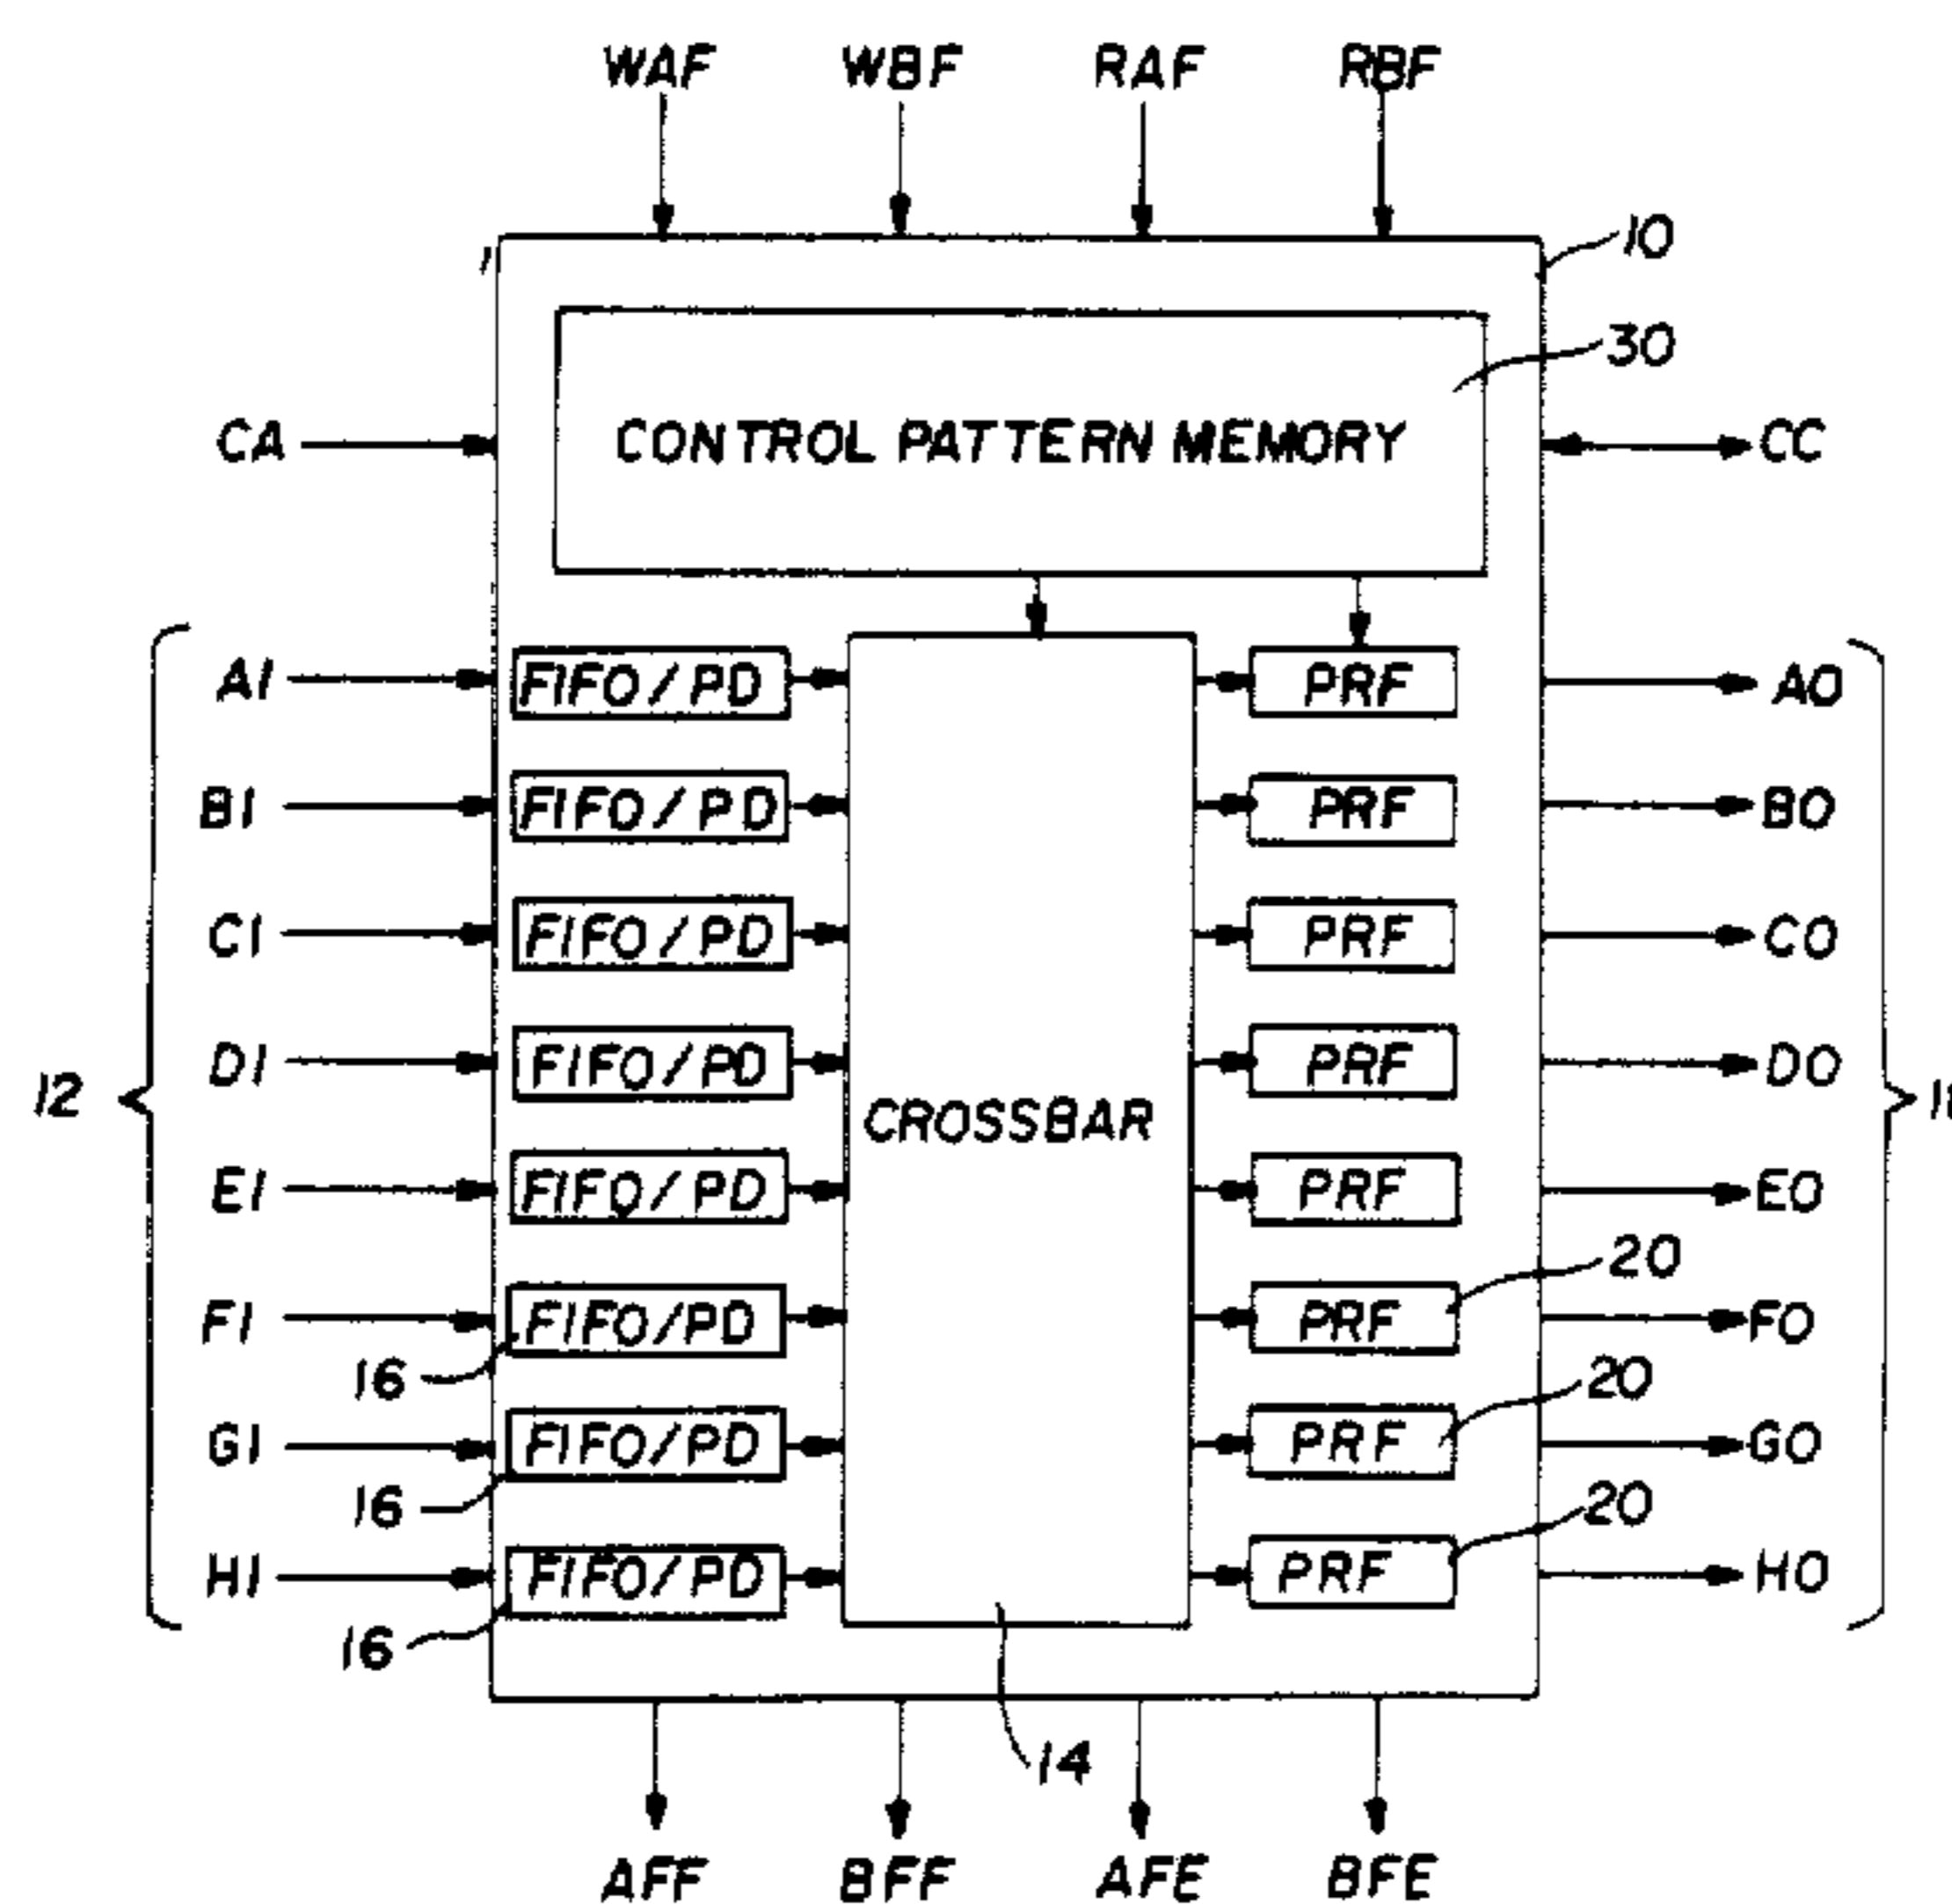 WAF WBF RAF RBF
10
30
CA CONTROL PATTERN MEMORY CC
AI FIFO/PD PRF AO
BI FIFO/PD PRF BO
CI FIFO/PD PRF CO
DI FIFO/PD PRF DO
12 CROSSBAR
EI FIFO/PD PRF EO
20
FI FIFO/PD PRF FO
16 20
GI FIFO/PD PRF GO
16 20
HI FIFO/PD PRF HO
16
14
AFF BFF AFE BFE